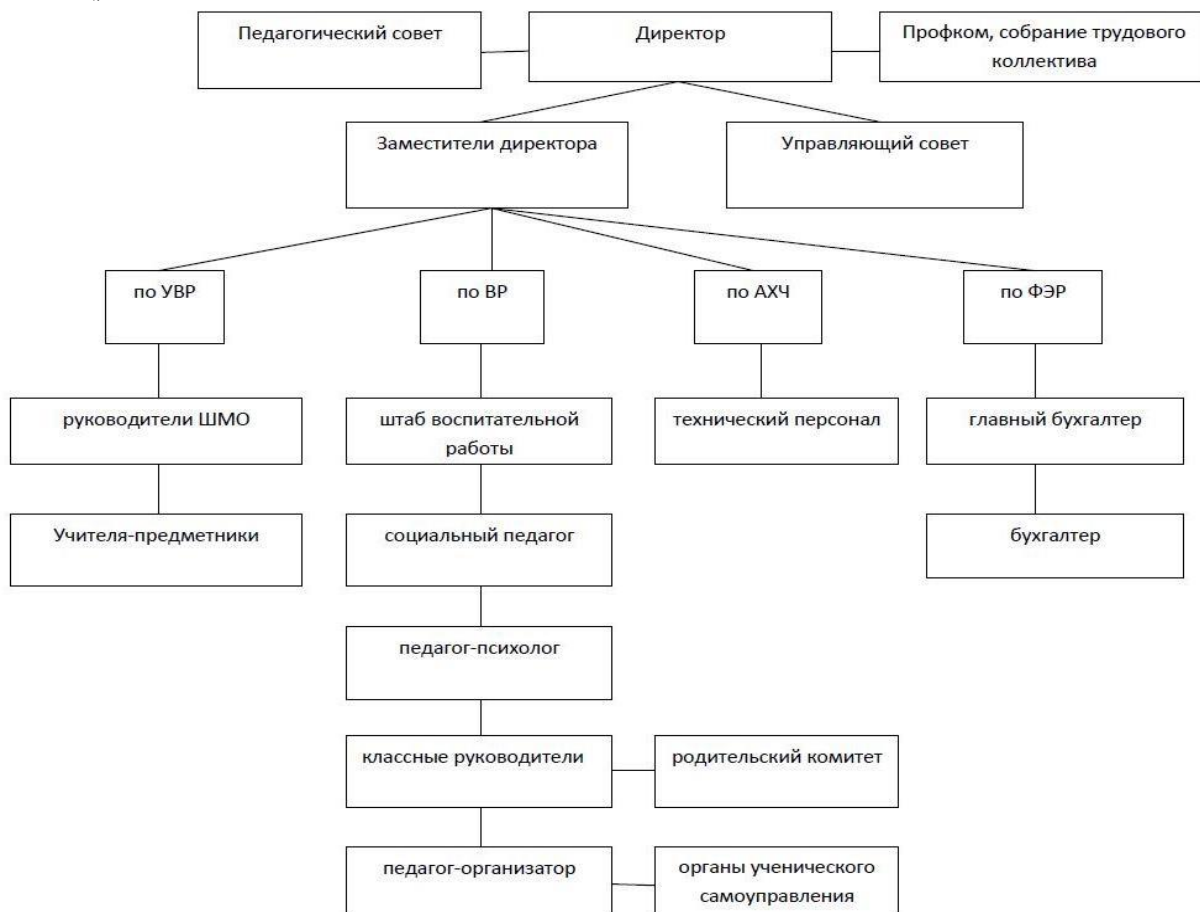 Педагогический совет
Директор
Профком, собрание трудового
коллектива
Заместители директора
Управляющий совет
по УВР
по ВР
по АХЧ
по ФЭР
руководители ШМО
штаб воспитательной
работы
технический персонал
главный бухгалтер
Учителя-предметники
социальный педагог
бухгалтер
педагог-психолог
классные руководители
родительский комитет
педагог-организатор
органы ученического
самоуправления